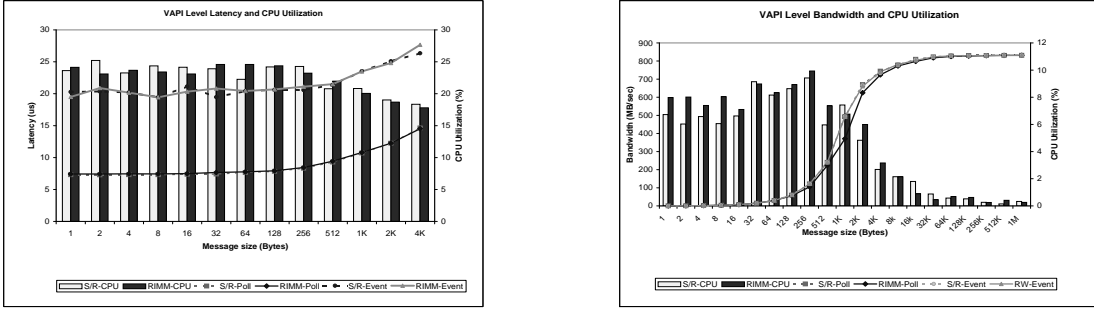 VAPI Level Latency and CPU Utilization
30
25
20
15
10
5
0
Latency (us)
30
25
20
15
10
5
0
CPU Utilization (%)
1 2 4 8 16 32 64 128 256 512 1K 2K 4K
Message size (Bytes)
S/R-CPU RIMM-CPU S/R-Poll RIMM-Poll S/R-Event RIMM-Event
VAPI Level Bandwidth and CPU Utilization
900
800
700
600
500
400
300
200
100
0
Bandwidth (MB/sec)
12
10
8
6
4
2
0
CPU Utilization (%)
1 2 4 8 16 32 64 128 256 512 1K 2K 4K 8k 16k 32K 64K 128K 256K 512K 1M
Message size (Bytes)
S/R-CPU RIMM-CPU S/R-Poll RIMM-Poll S/R-Event RW-Event